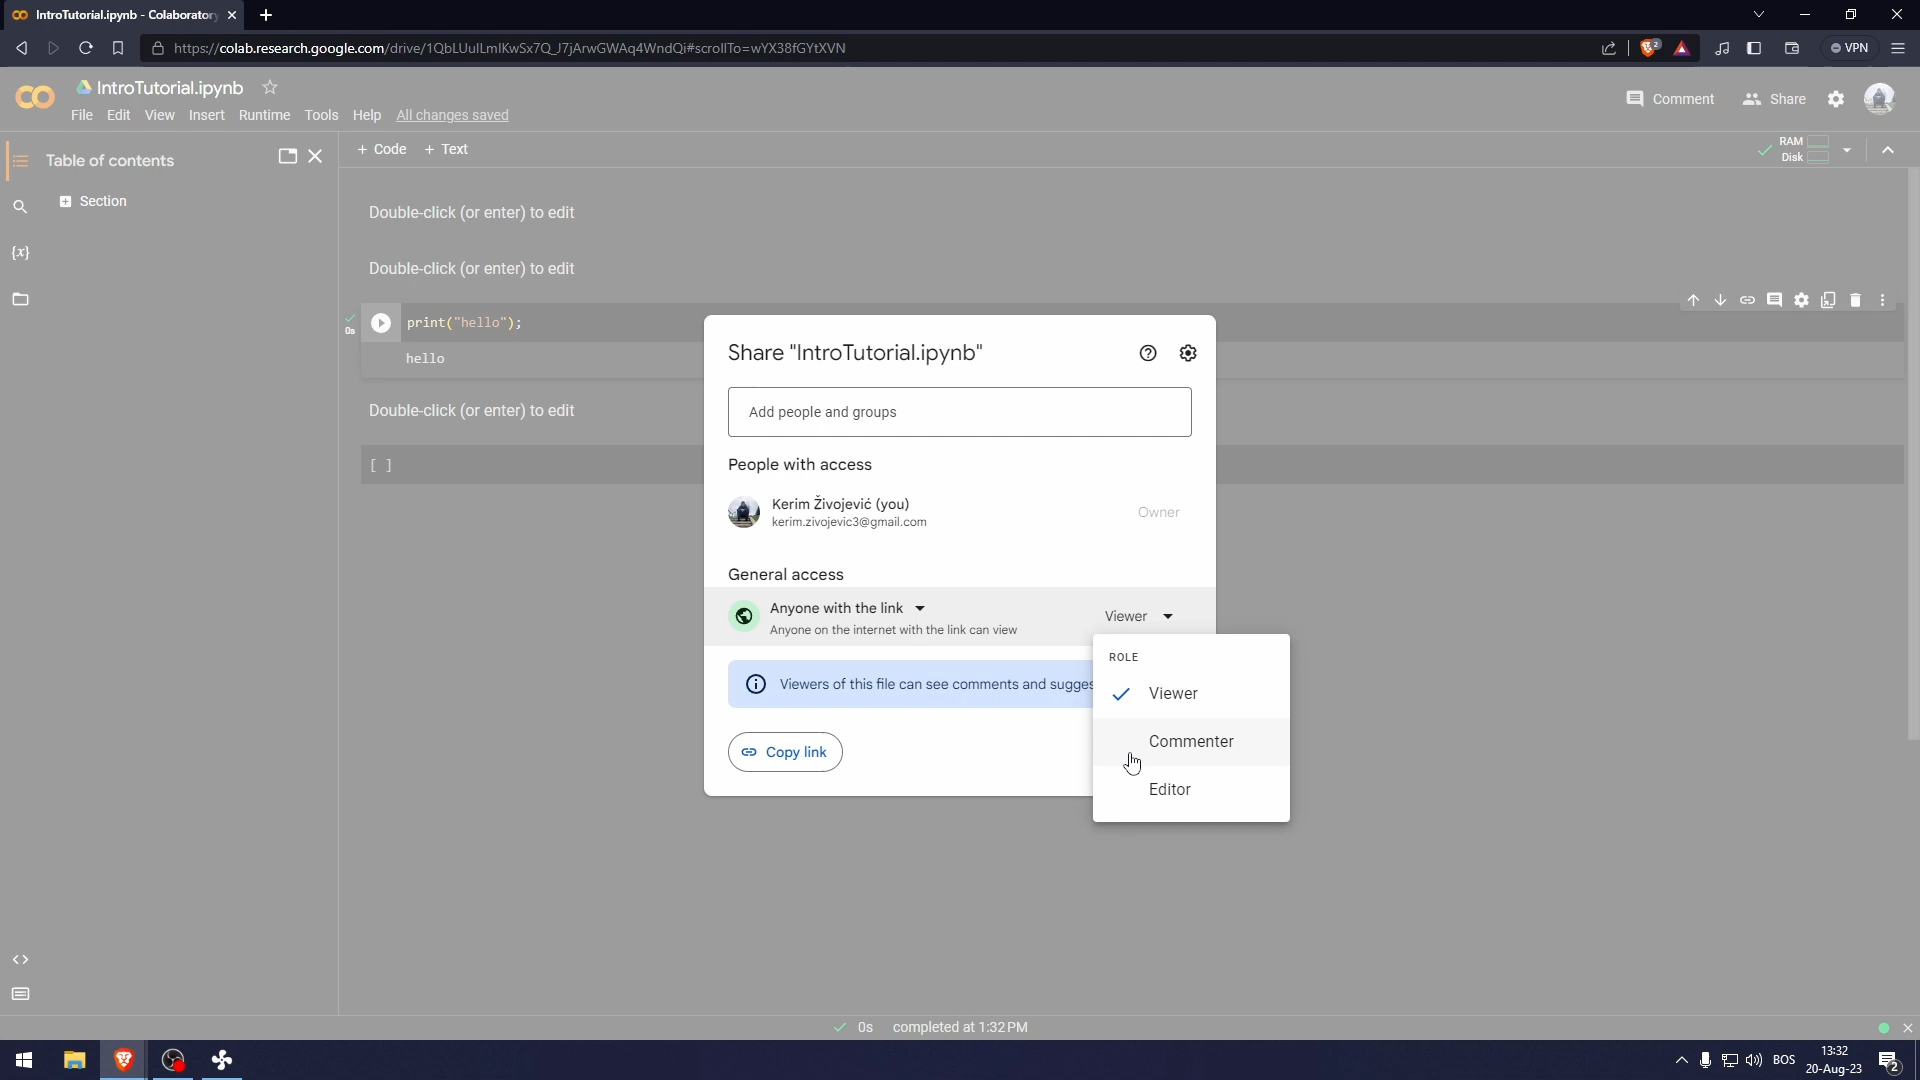 IntroTutorial.ipynb - Colaboratory
https://colab.research.google.com/drive/1QbLUulLmIKwSx7Q_J7jArwGWAq4WndQi#scrollTo=wYX38fGYtXVN
2
VPN
IntroTutorial.ipynb
File Edit View Insert Runtime Tools Help All changes saved
Comment
Share
Table of contents
+ Code + Text
RAM
Disk
Section
{x}
Double-click (or enter) to edit
Double-click (or enter) to edit
0s
print("hello");
hello
Double-click (or enter) to edit
[ ]
Share "IntroTutorial.ipynb"
Add people and groups
People with access
Kerim Živojević (you)
kerim.zivojevic3@gmail.com
Owner
General access
Anyone with the link
Anyone on the internet with the link can view
Viewer
Viewers of this file can see comments and sugges
Copy link
ROLE
Viewer
Commenter
Editor
0s completed at 1:32 PM
BOS
13:32
20-Aug-23
2